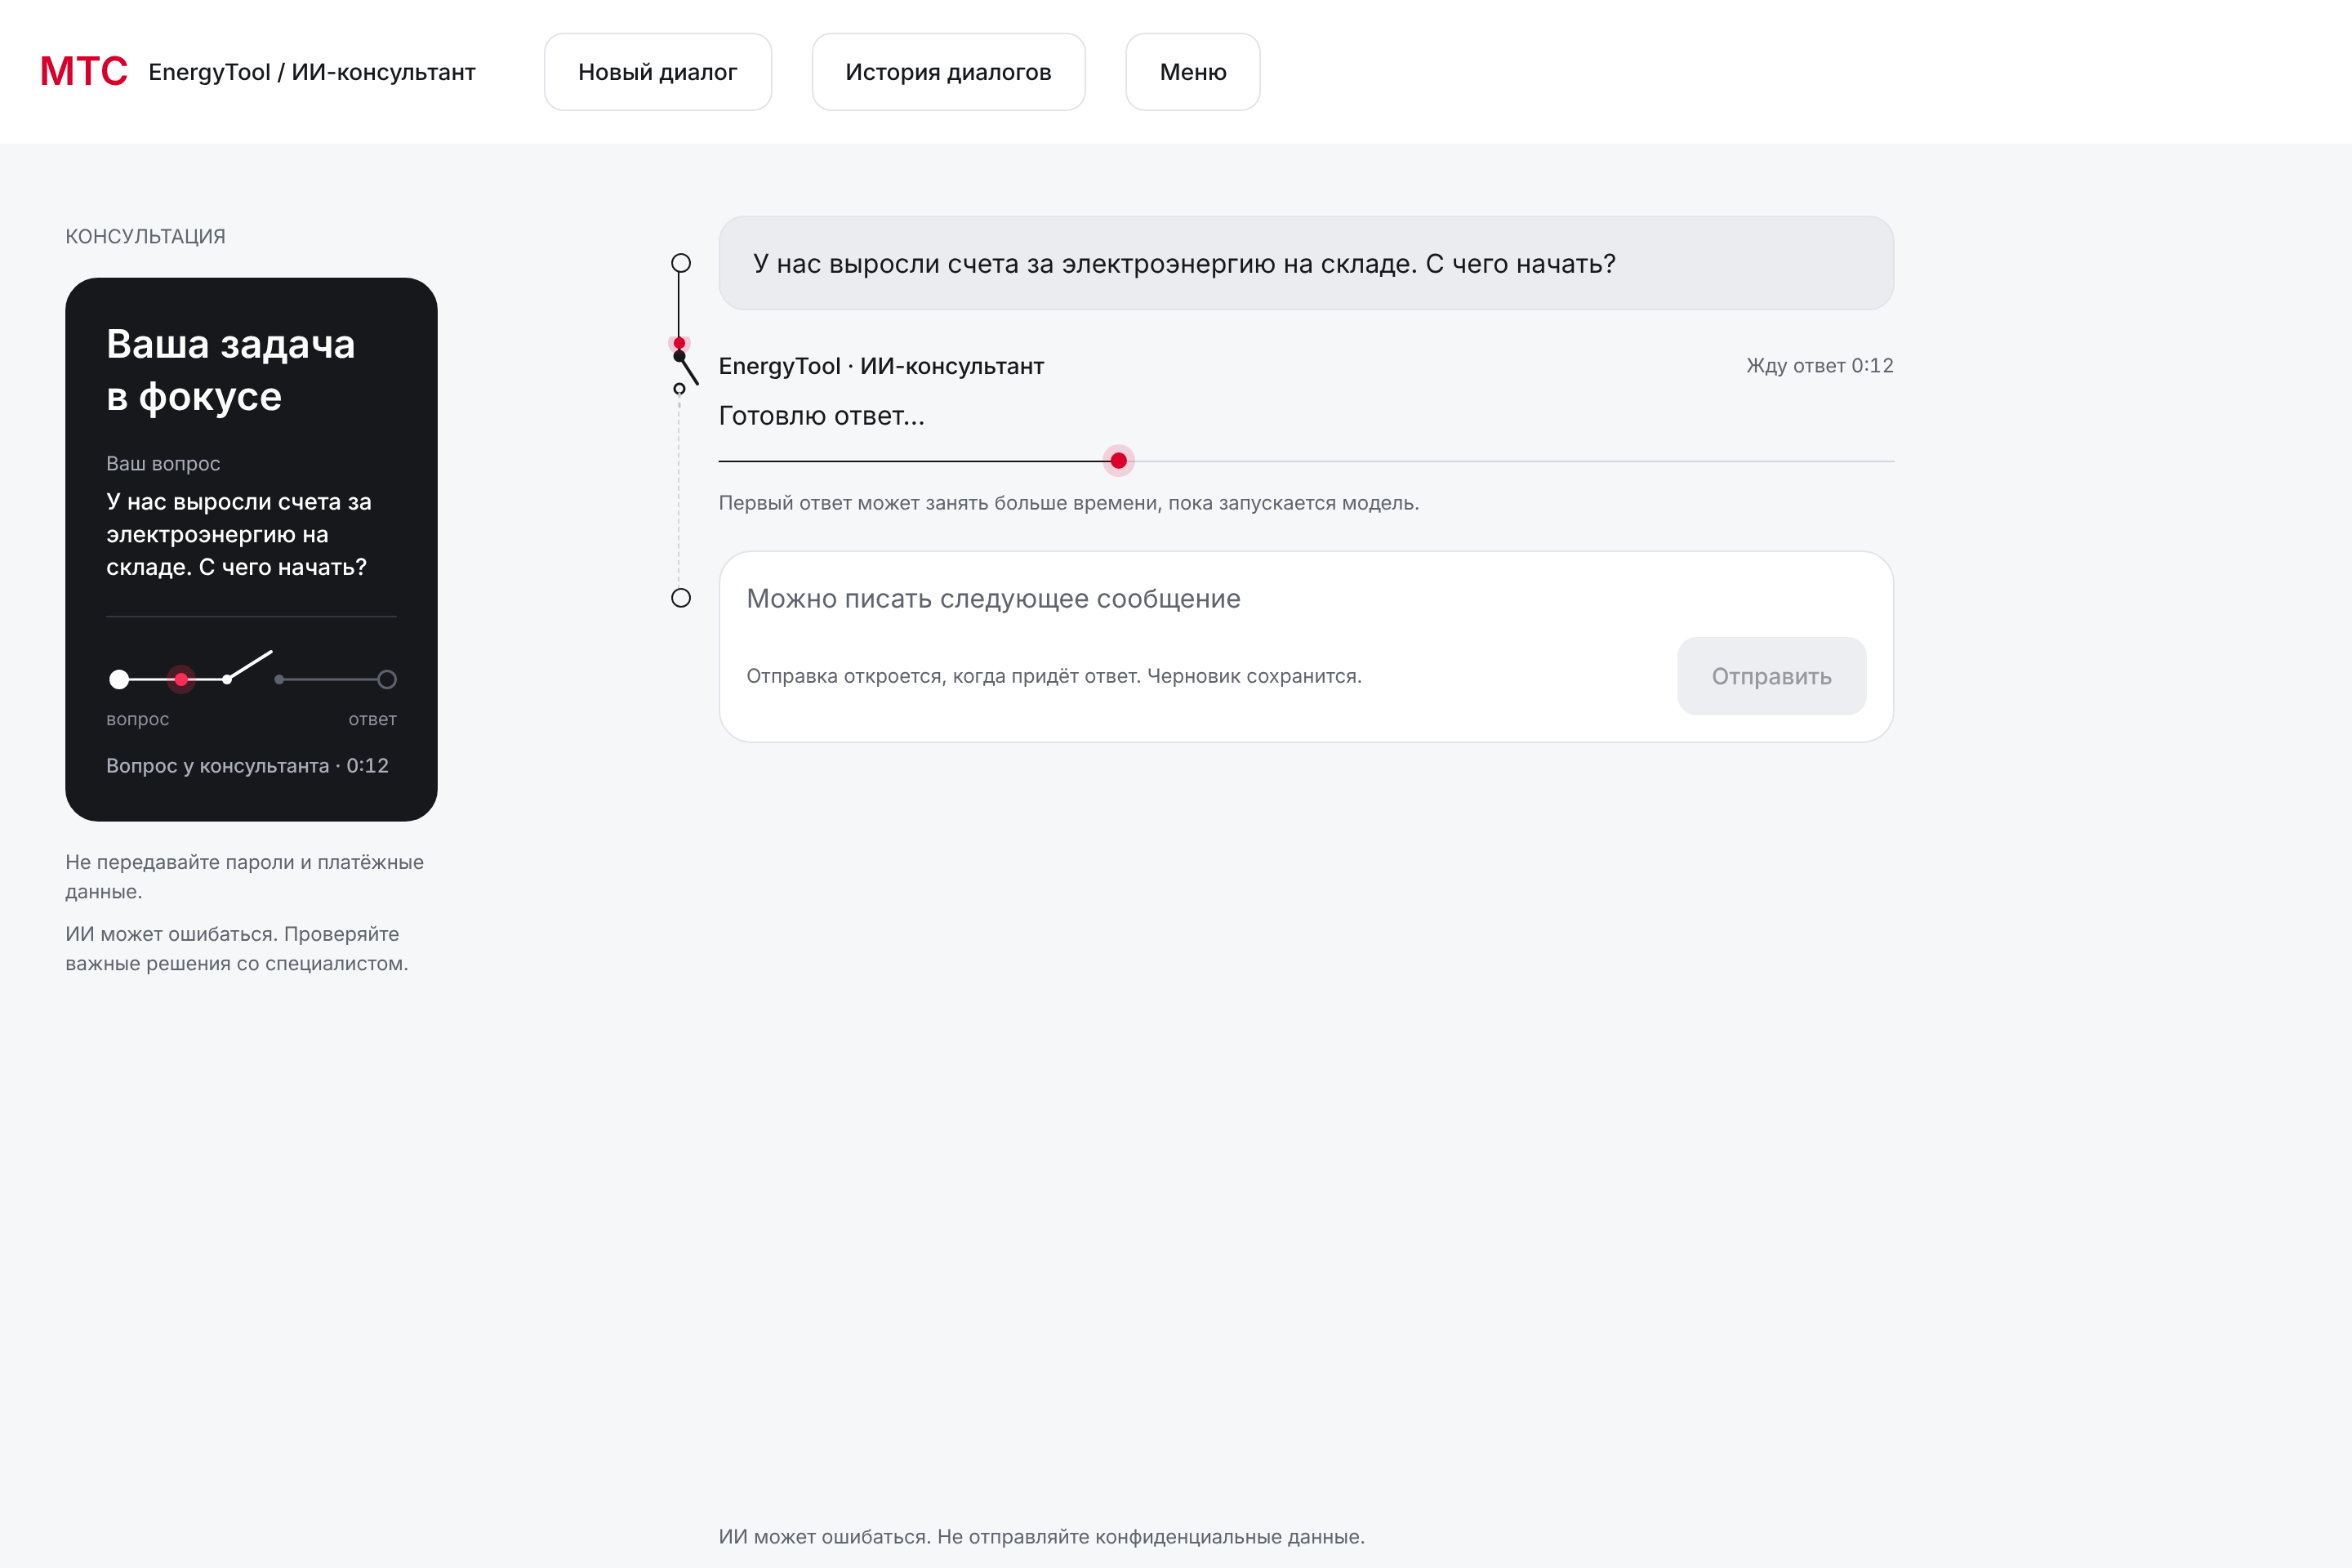 МТС
EnergyTool / ИИ-консультант
Новый диалог
История диалогов
Меню
КОНСУЛЬТАЦИЯ
Ваша задача
в фокусе
Ваш вопрос
У нас выросли счета за
электроэнергию на
складе. С чего начать?
вопрос
ответ
Вопрос у консультанта · 0:12
Не передавайте пароли и платёжные
данные.
ИИ может ошибаться. Проверяйте
важные решения со специалистом.
У нас выросли счета за электроэнергию на складе. С чего начать?
EnergyTool · ИИ-консультант
Жду ответ 0:12
Готовлю ответ...
Первый ответ может занять больше времени, пока запускается модель.
Можно писать следующее сообщение
Отправка откроется, когда придёт ответ. Черновик сохранится.
Отправить
ИИ может ошибаться. Не отправляйте конфиденциальные данные.